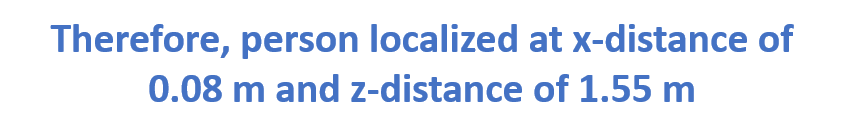 Therefore, person localized at x-distance of
0.08 m and z-distance of 1.55 m